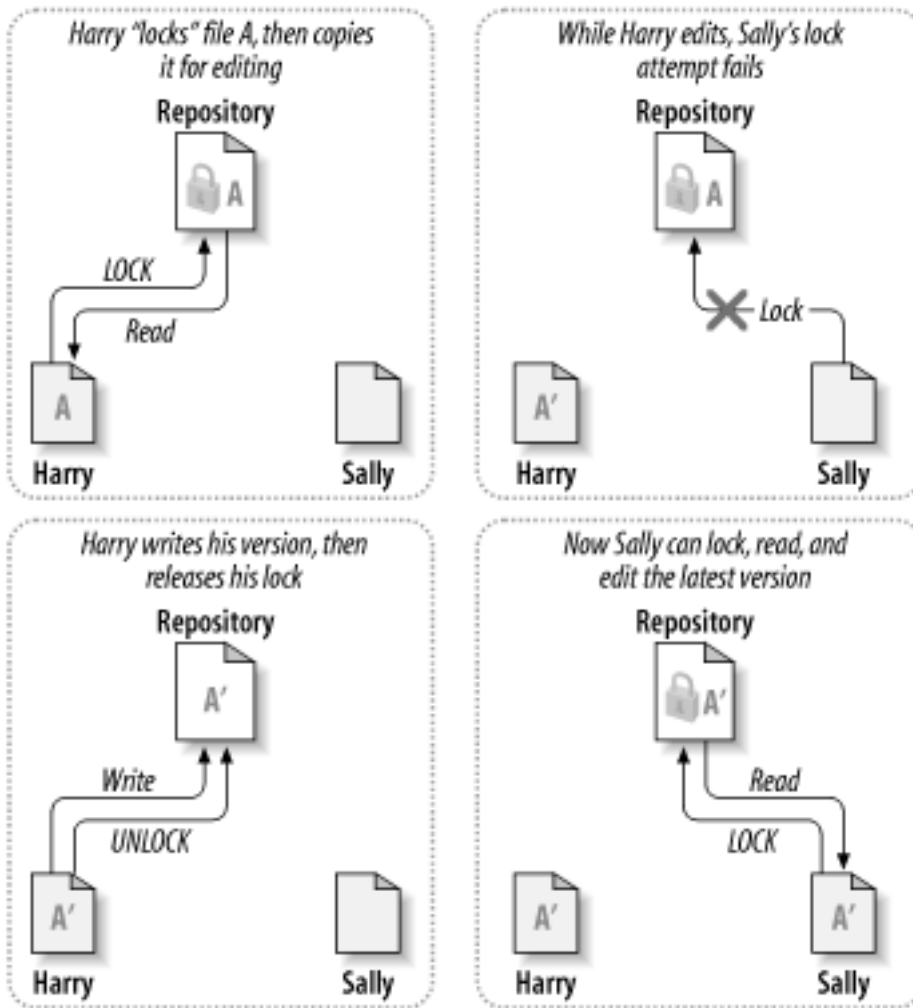 Harry “locks” file A, then copies
it for editing
Repository
A
LOCK
Read
A
Harry
Sally
While Harry edits, Sally’s lock
attempt fails
Repository
A
Lock
A′
Harry
Sally
Harry writes his version, then
releases his lock
Repository
A′
Write
UNLOCK
A′
Harry
Sally
Now Sally can lock, read, and
edit the latest version
Repository
A′
Read
LOCK
A′
Harry
A′
Sally